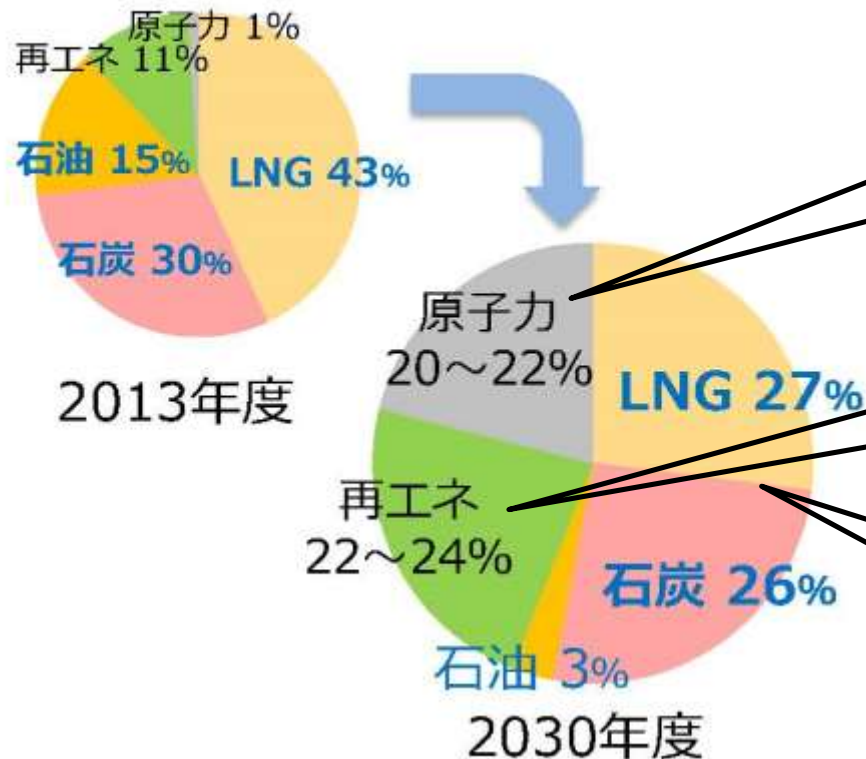 原子力 1%
再エネ 11%
石油 15%
LNG 43%
石炭 30%
2013年度
原子力
20~22%
LNG 27%
再エネ
22~24%
石炭 26%
石油 3%
2030年度